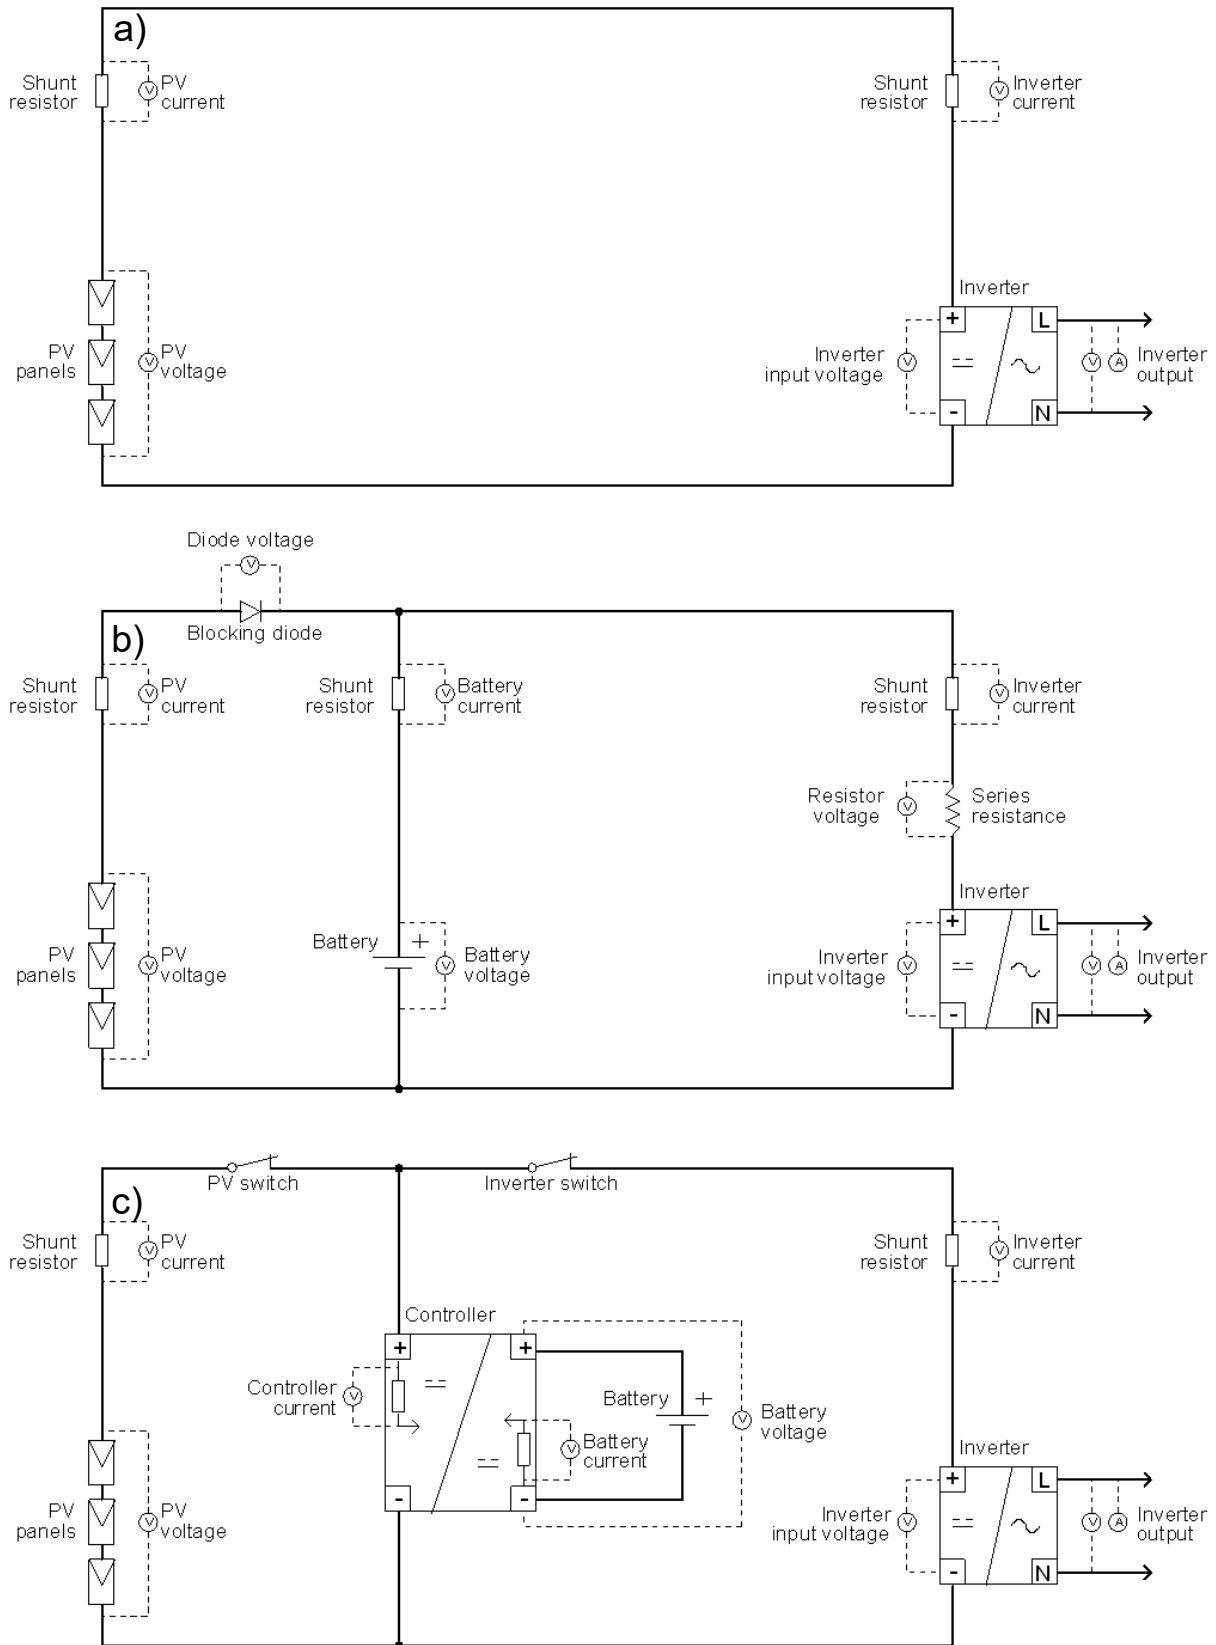 a)
Shunt
resistor
V
PV
current
Shunt
resistor
V
Inverter
current
PV
panels
V
PV
voltage
Inverter
Inverter
input voltage
V
+
-
L
N
V
A
Inverter
output
Diode voltage
V
Blocking diode
b)
Shunt
resistor
V
PV
current
Shunt
resistor
V
Battery
current
Shunt
resistor
V
Inverter
current
Resistor
voltage
V
Series
resistance
PV
panels
V
PV
voltage
Battery
+
V
Battery
voltage
Inverter
Inverter
input voltage
V
+
-
L
N
V
A
Inverter
output
PV switch
Inverter switch
c)
Shunt
resistor
V
PV
current
Shunt
resistor
V
Inverter
current
Controller
+
+
-
-
Controller
current
V
V
Battery
current
Battery
+
V
Battery
voltage
PV
panels
V
PV
voltage
Inverter
Inverter
input voltage
V
+
-
L
N
V
A
Inverter
output